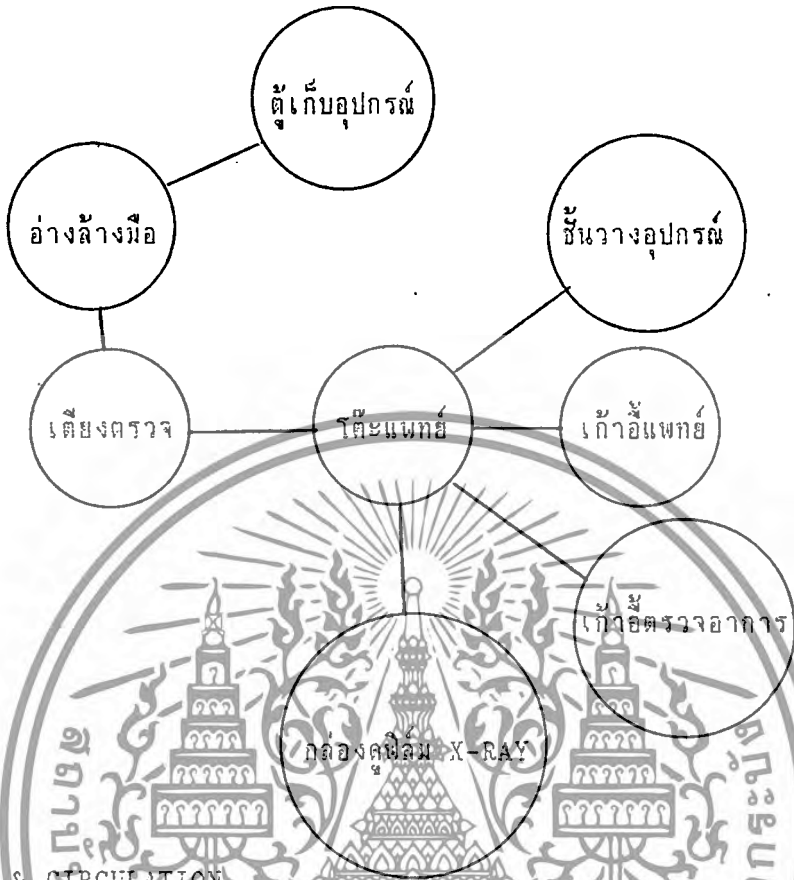 ตู้เก็บอุปกรณ์
อ่างล้างมือ
ชั้นวางอุปกรณ์
เตียงตรวจ
โต๊ะแพทย์
เก้าอี้แพทย์
เก้าอี้ตรวจอาการ
กล่องดูฟิล์ม X-RAY
& CIRCULATION